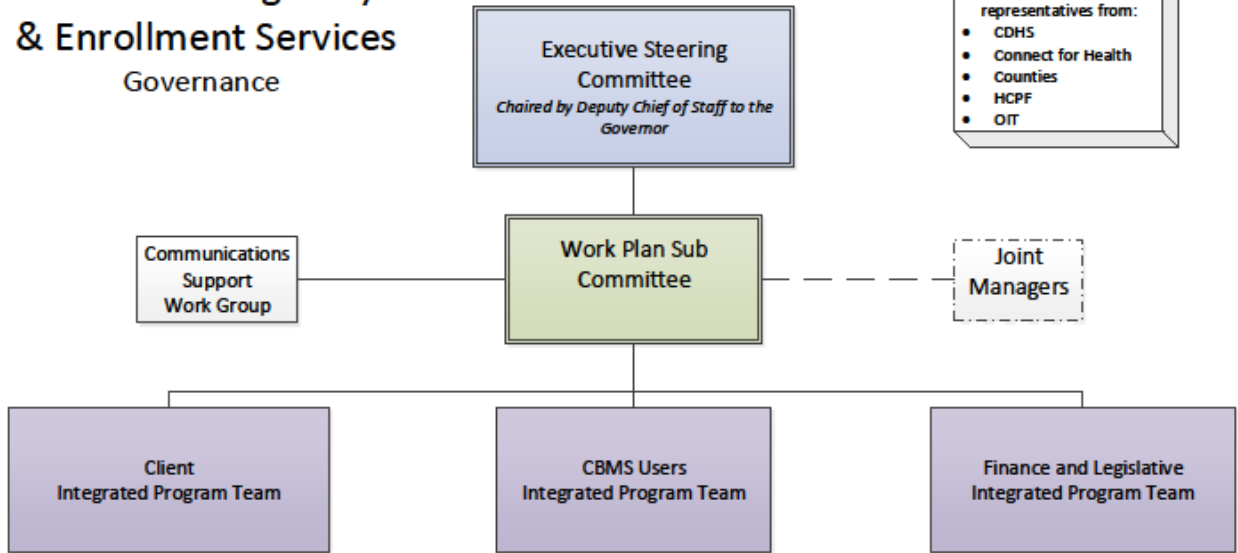 & Enrollment Services
Governance
Executive Steering
Committee
Chaired by Deputy Chief of Staff to the
Governor
representatives from:
• CDHS
• Connect for Health
• Counties
• HCPF
• OIT
Communications
Support
Work Group
Work Plan Sub
Committee
Joint
Managers
Client
Integrated Program Team
CBMS Users
Integrated Program Team
Finance and Legislative
Integrated Program Team